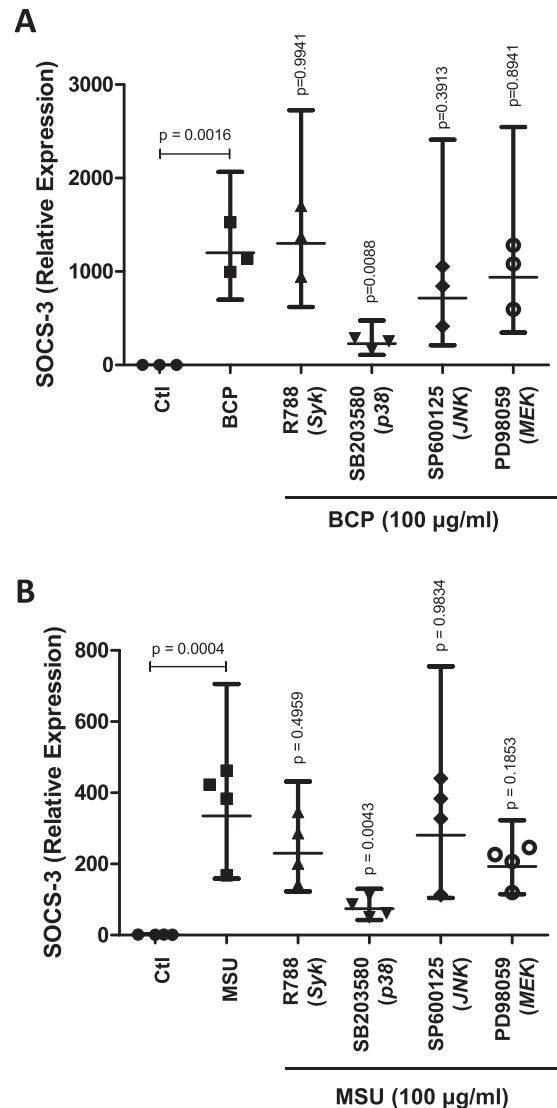 A
SOCS-3 (Relative Expression)
3000
2000
1000
0
p = 0.0016
p=0.9941
p=0.0088
p=0.3913
p=0.8941
Ctl
BCP
R788
(Syk)
SB203580
(p38)
SP600125
(JNK)
PD98059
(MEK)
BCP (100 µg/ml)
B
SOCS-3 (Relative Expression)
800
600
400
200
0
p = 0.0004
p = 0.4959
p = 0.0043
p = 0.9834
p = 0.1853
Ctl
MSU
R788
(Syk)
SB203580
(p38)
SP600125
(JNK)
PD98059
(MEK)
MSU (100 µg/ml)